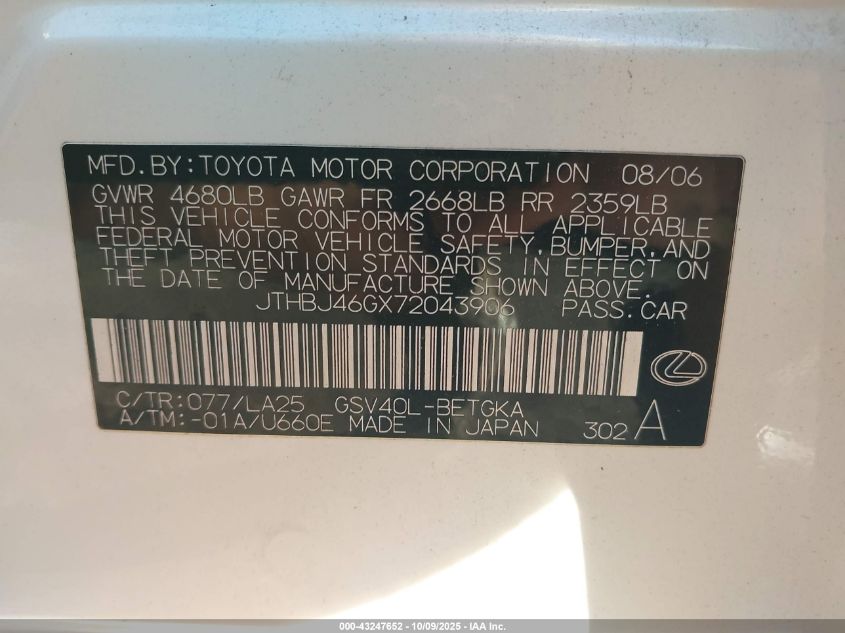 MFD.BY:TOYOTA MOTOR CORPORATION 08/06
GVWR 4680LB GAWR FR 2668LB RR 2359LB
THIS VEHICLE CONFORMS TO ALL APPLICABLE
FEDERAL MOTOR VEHICLE SAFETY,BUMPER,AND
THEFT PREVENTION STANDARDS IN EFFECT ON
THE DATE OF MANUFACTURE SHOWN ABOVE.
JTHBJ46GX72043906 PASS.CAR
C/TR:077/LA25 GSV40L-BETGKA
A/TM:-01A/U660E MADE IN JAPAN 302 A
000-43247652 - 10/09/2025 - IAA Inc.